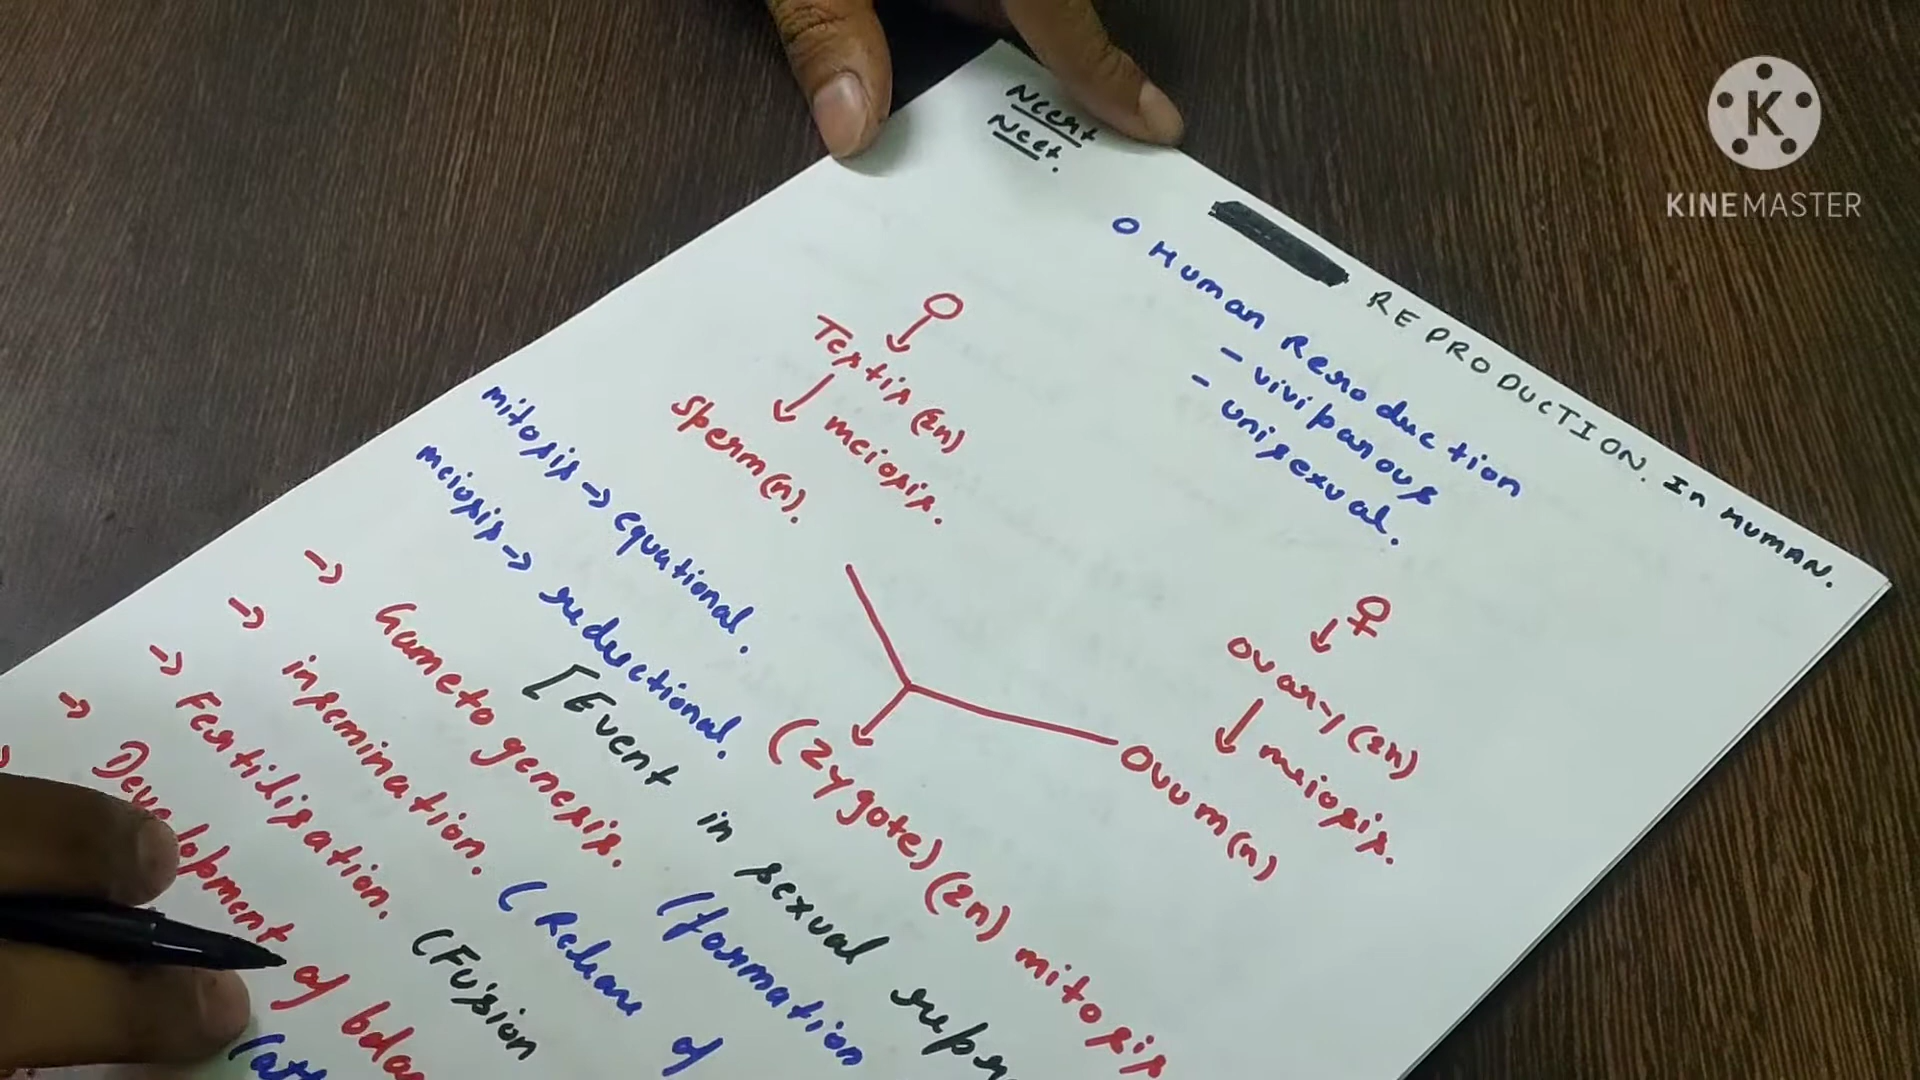 Ncert
Neet.
REPRODUCTION. In HUMAN.
O Human Reproduction
- viviparous
- unisexual.
Testis (2n)
meiosis.
Sperm (n).
♀
Ovary (2n)
meiosis.
Ovum (n)
(Zygote) (2n) mitosis
mitosis → equational.
meiosis → reductional.
[Event in sexual repr
→ Gameto genesis. (formation
→ insemination. (Release of
→ Fertilisation. (Fusion
→ Development of
KINEMASTER